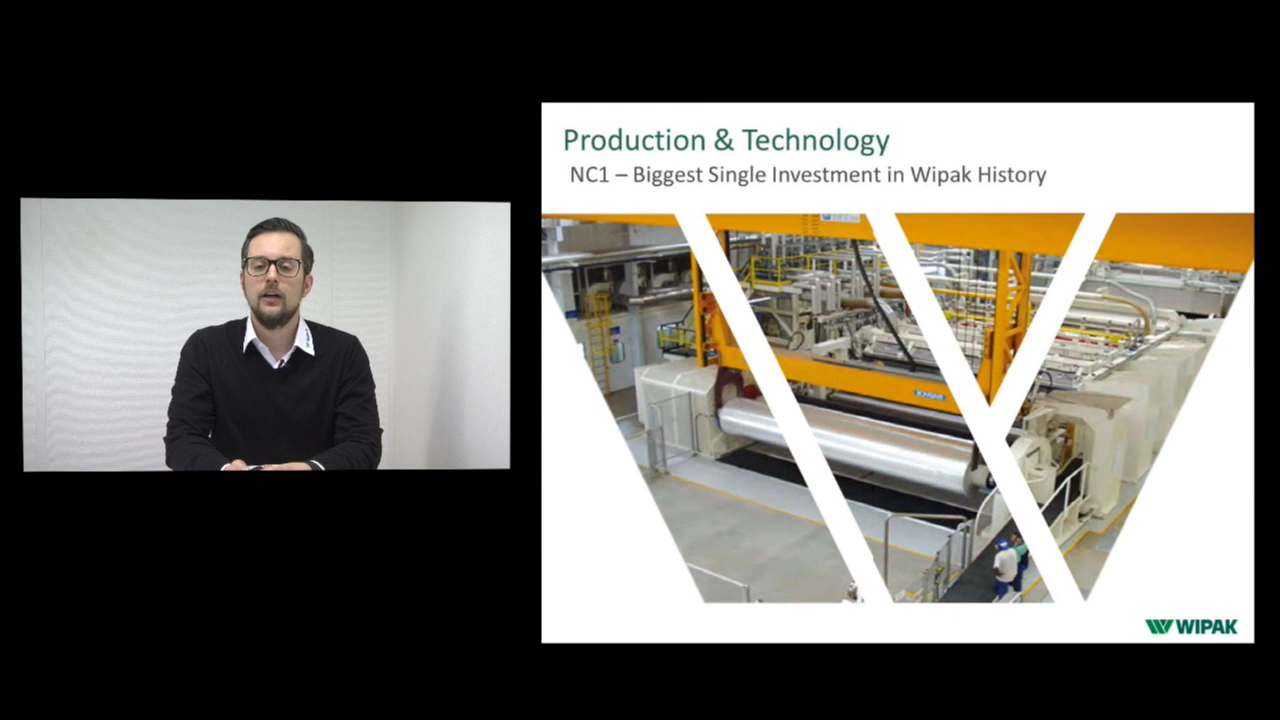 Production & Technology
NC1 – Biggest Single Investment in Wipak History
WIPAK